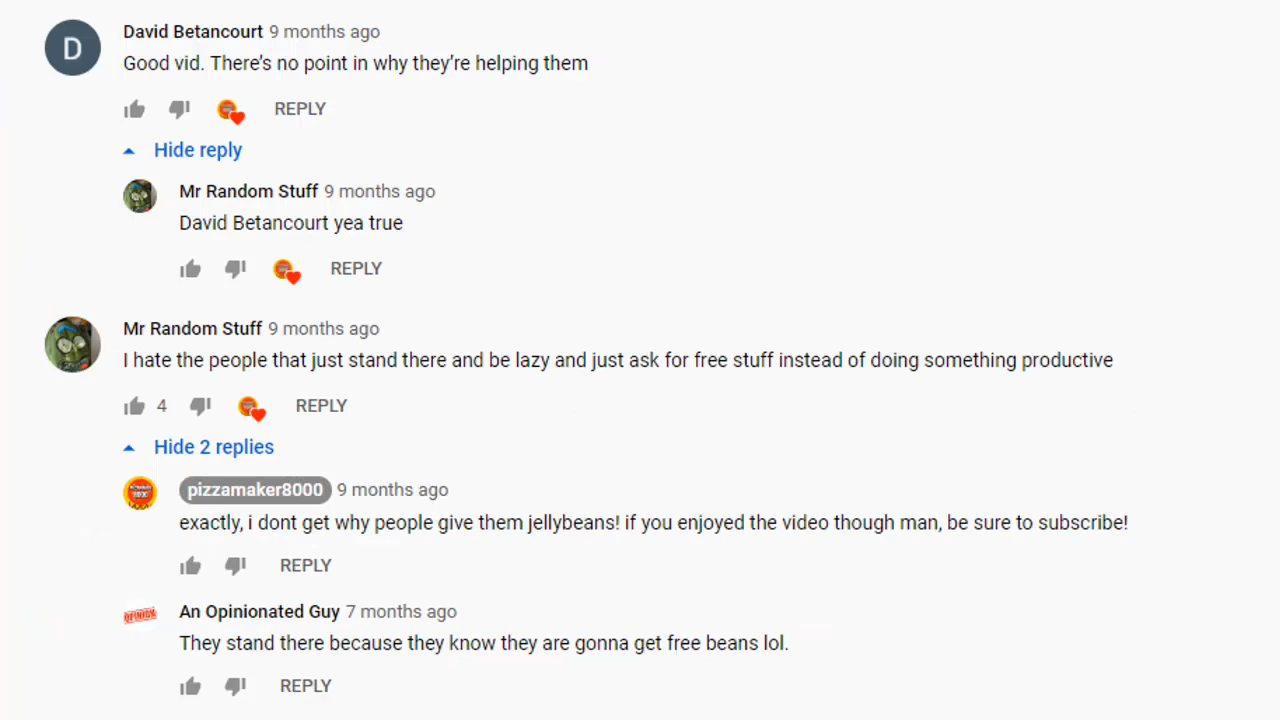 David Betancourt 9 months ago
Good vid. There's no point in why they're helping them
REPLY
Hide reply
Mr Random Stuff 9 months ago
David Betancourt yea true
REPLY
Mr Random Stuff 9 months ago
I hate the people that just stand there and be lazy and just ask for free stuff instead of doing something productive
4 REPLY
Hide 2 replies
pizzamaker8000 9 months ago
exactly, i dont get why people give them jellybeans! if you enjoyed the video though man, be sure to subscribe!
REPLY
OPINION
An Opinionated Guy 7 months ago
They stand there because they know they are gonna get free beans lol.
REPLY